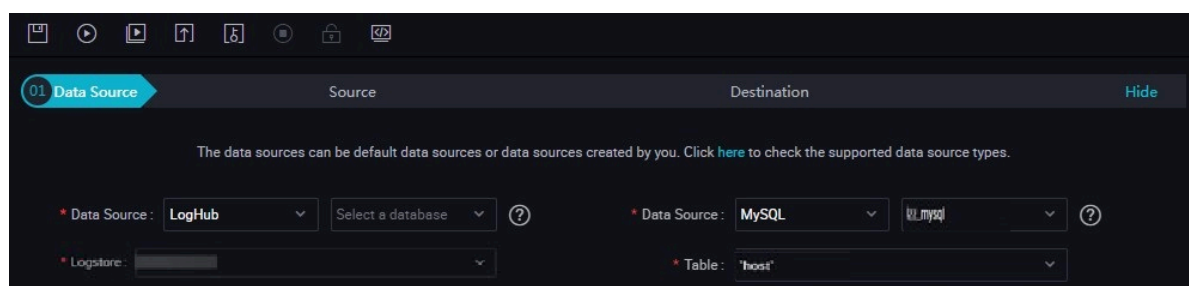 01 Data Source Source Destination Hide
The data sources can be default data sources or data sources created by you. Click here to check the supported data source types.
* Data Source : LogHub Select a database ? * Data Source : MySQL _mysql ?
* Logstore : * Table : "host"